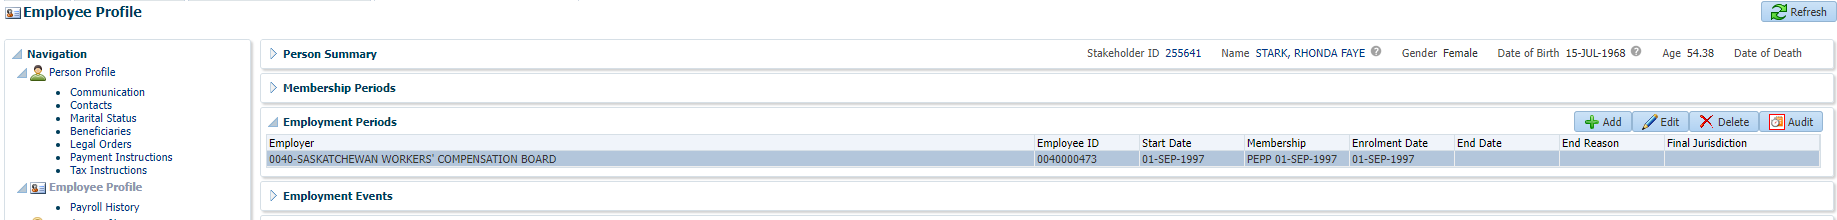 Employee Profile
Refresh
Navigation
Person Profile
Communication
Contacts
Marital Status
Beneficiaries
Legal Orders
Payment Instructions
Tax Instructions
Employee Profile
Payroll History
Person Summary Stakeholder ID 255641 Name STARK, RHONDA FAYE Gender Female Date of Birth 15-JUL-1968 Age 54.38 Date of Death
Membership Periods
Employment Periods Add Edit Delete Audit
Employer Employee ID Start Date Membership Enrolment Date End Date End Reason Final Jurisdiction
0040-SASKATCHEWAN WORKERS' COMPENSATION BOARD 0040000473 01-SEP-1997 PEPP 01-SEP-1997 01-SEP-1997
Employment Events